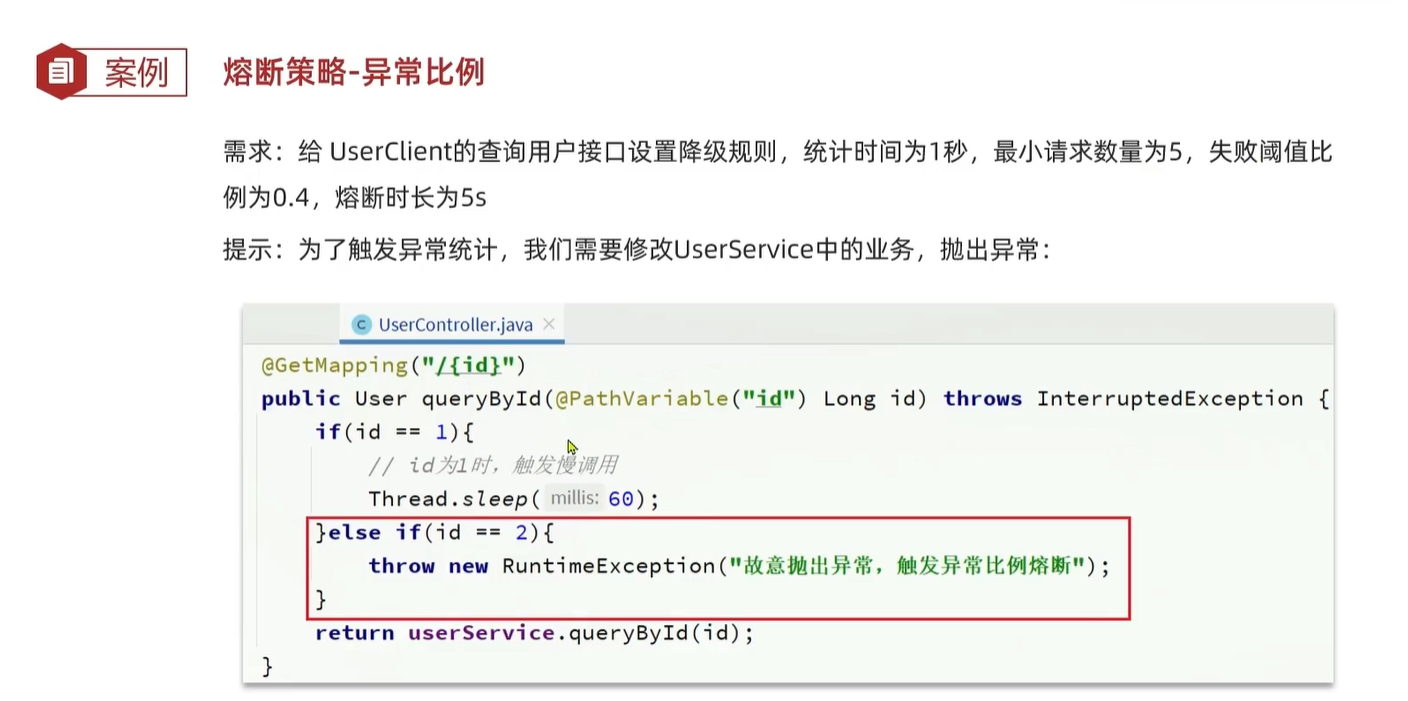 案例
熔断策略-异常比例
需求：给 UserClient的查询用户接口设置降级规则，统计时间为1秒，最小请求数量为5，失败阈值比
例为0.4，熔断时长为5s
提示：为了触发异常统计，我们需要修改UserService中的业务，抛出异常：
C UserController.java ×
@GetMapping("/{id}")
public User queryById(@PathVariable("id") Long id) throws InterruptedException {
if(id == 1){
// id为1时，触发慢调用
Thread.sleep( millis: 60);
}else if(id == 2){
throw new RuntimeException("故意抛出异常，触发异常比例熔断");
}
return userService.queryById(id);
}